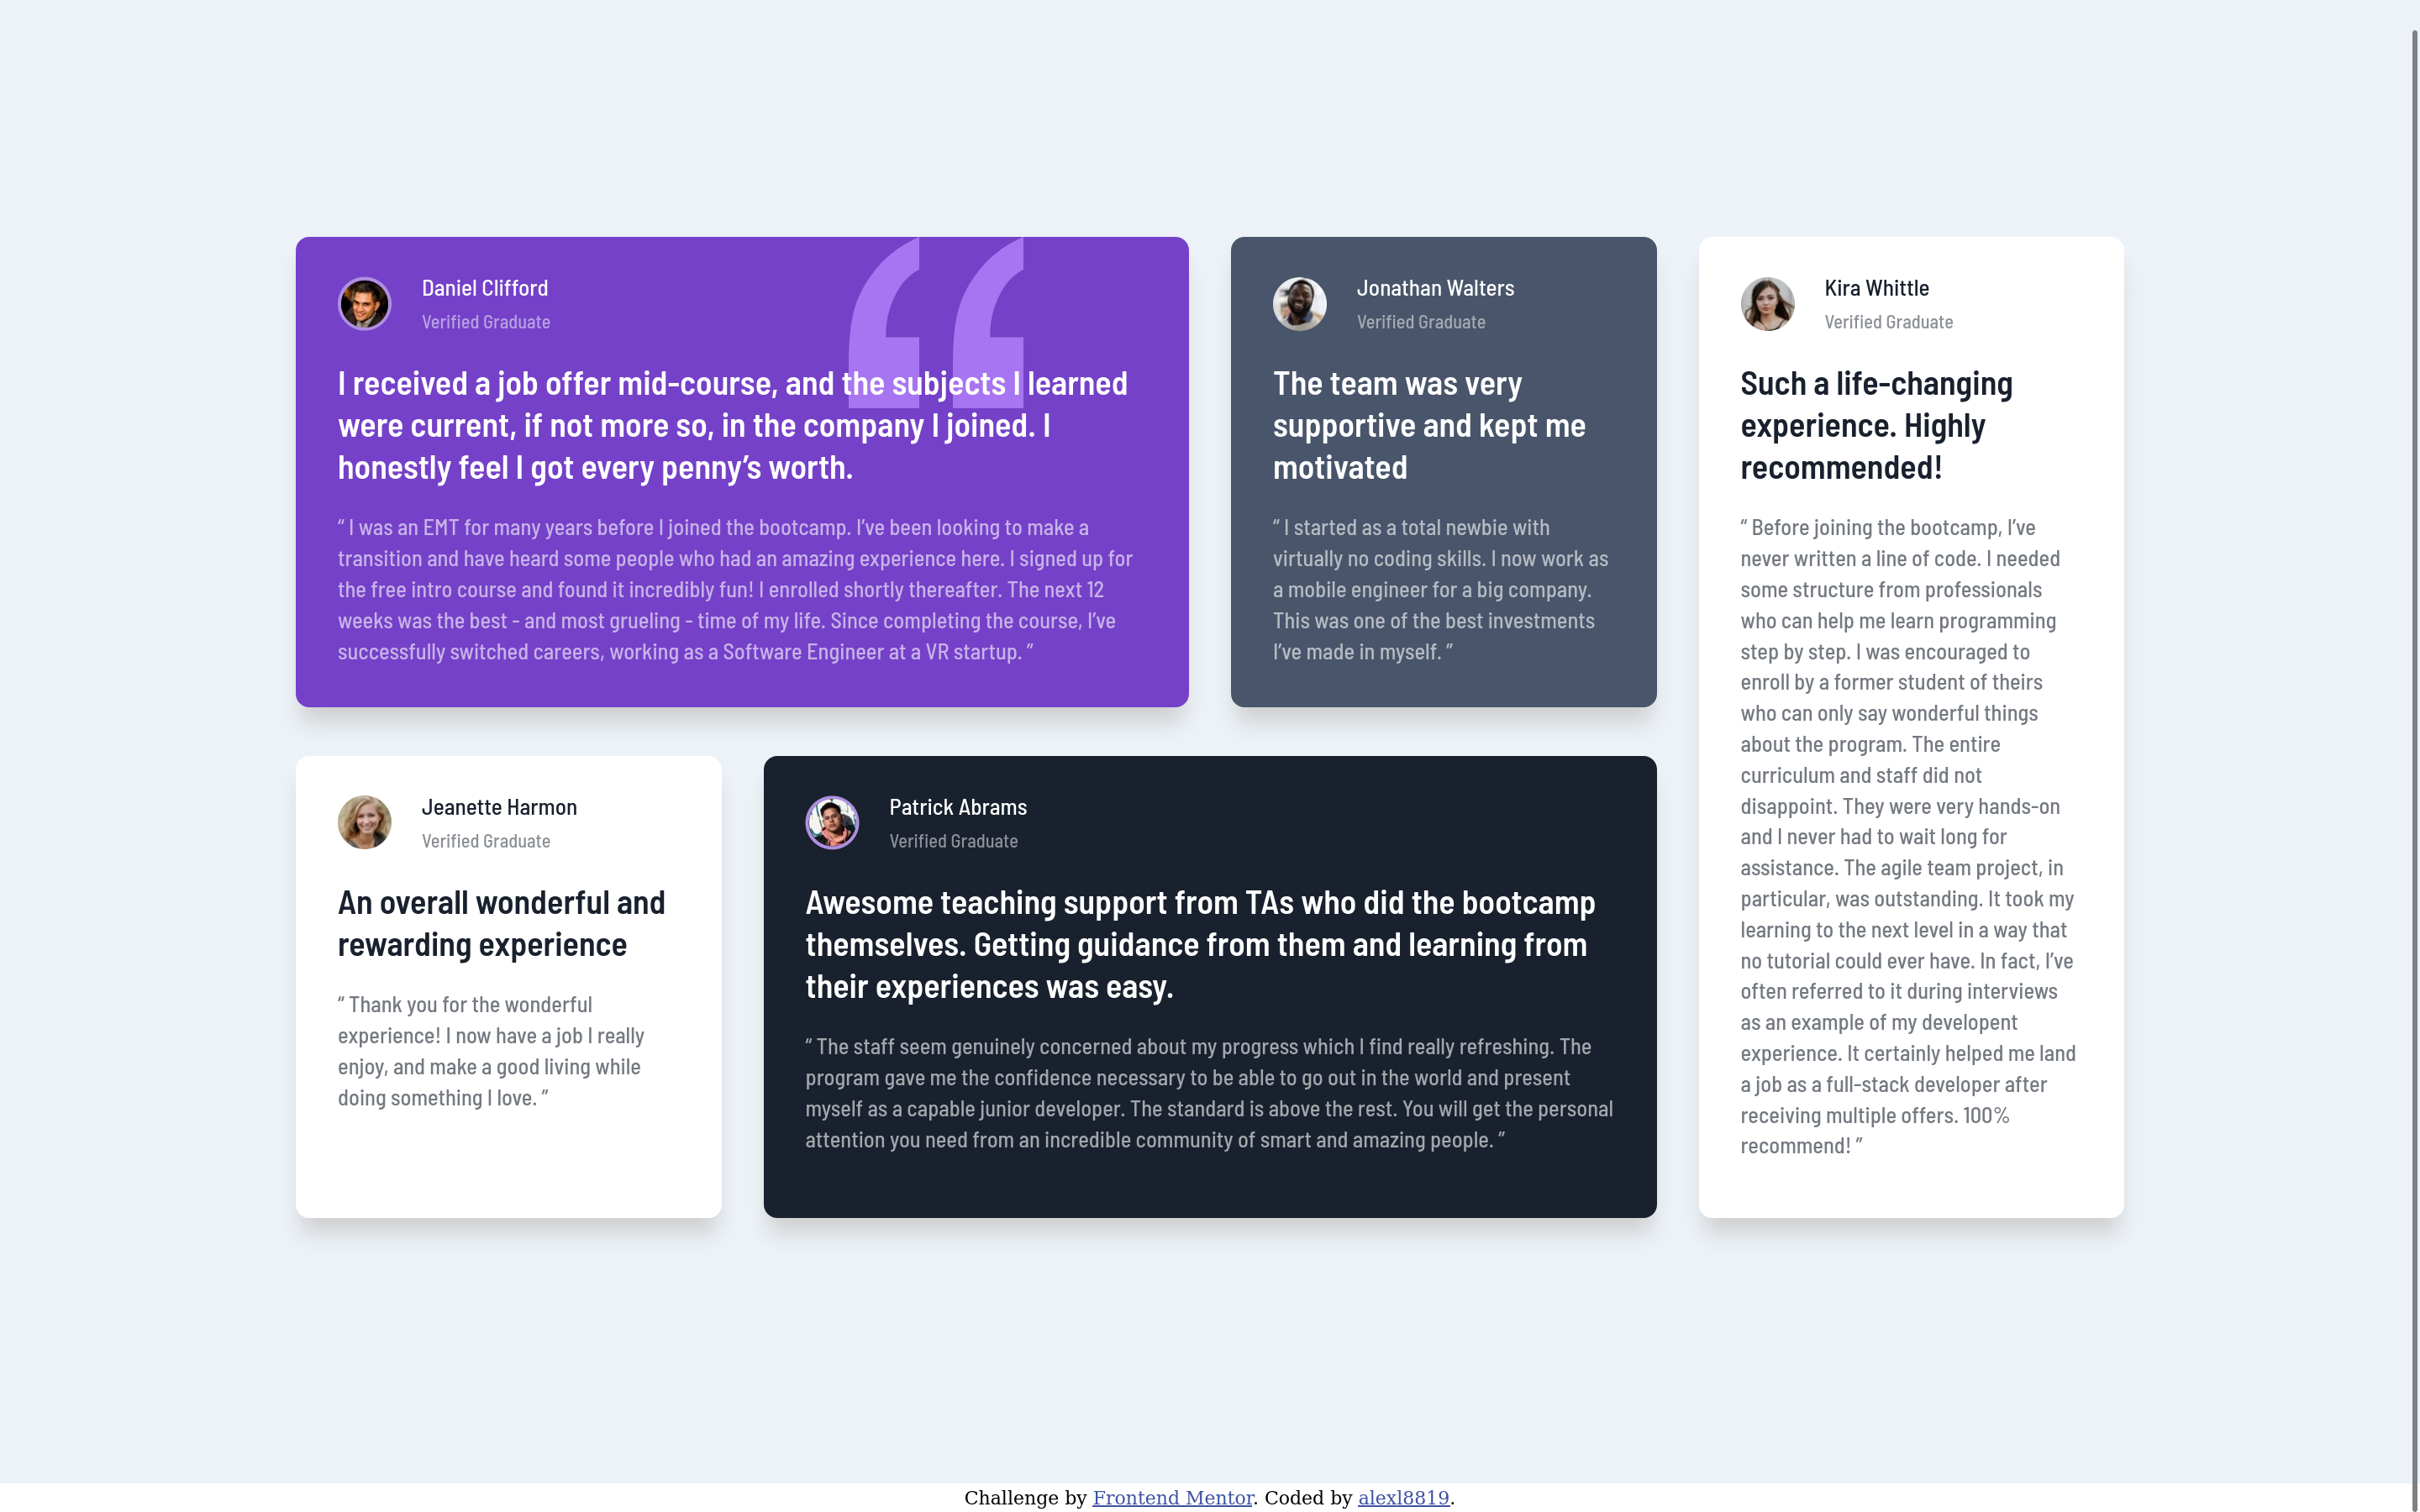 Daniel Clifford
Verified Graduate
I received a job offer mid-course, and the subjects I learned
were current, if not more so, in the company I joined. I
honestly feel I got every penny’s worth.
“ I was an EMT for many years before I joined the bootcamp. I’ve been looking to make a
transition and have heard some people who had an amazing experience here. I signed up for
the free intro course and found it incredibly fun! I enrolled shortly thereafter. The next 12
weeks was the best - and most grueling - time of my life. Since completing the course, I’ve
successfully switched careers, working as a Software Engineer at a VR startup. ”
Jonathan Walters
Verified Graduate
The team was very
supportive and kept me
motivated
“ I started as a total newbie with
virtually no coding skills. I now work as
a mobile engineer for a big company.
This was one of the best investments
I’ve made in myself. ”
Kira Whittle
Verified Graduate
Such a life-changing
experience. Highly
recommended!
“ Before joining the bootcamp, I’ve
never written a line of code. I needed
some structure from professionals
who can help me learn programming
step by step. I was encouraged to
enroll by a former student of theirs
who can only say wonderful things
about the program. The entire
curriculum and staff did not
disappoint. They were very hands-on
and I never had to wait long for
assistance. The agile team project, in
particular, was outstanding. It took my
learning to the next level in a way that
no tutorial could ever have. In fact, I’ve
often referred to it during interviews
as an example of my developent
experience. It certainly helped me land
a job as a full-stack developer after
receiving multiple offers. 100%
recommend! ”
Jeanette Harmon
Verified Graduate
An overall wonderful and
rewarding experience
“ Thank you for the wonderful
experience! I now have a job I really
enjoy, and make a good living while
doing something I love. ”
Patrick Abrams
Verified Graduate
Awesome teaching support from TAs who did the bootcamp
themselves. Getting guidance from them and learning from
their experiences was easy.
“ The staff seem genuinely concerned about my progress which I find really refreshing. The
program gave me the confidence necessary to be able to go out in the world and present
myself as a capable junior developer. The standard is above the rest. You will get the personal
attention you need from an incredible community of smart and amazing people. ”
Challenge by Frontend Mentor. Coded by alexl8819.